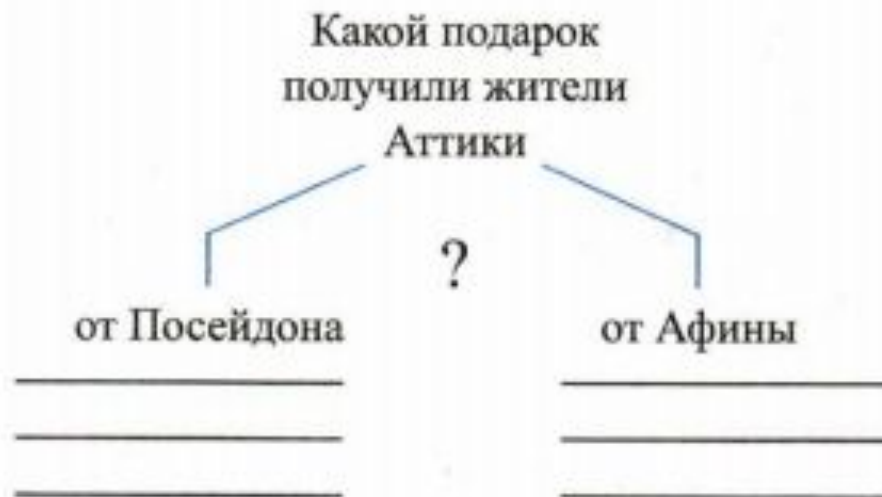 Какой подарок
получили жители
Аттики
?
от Посейдона
от Афины